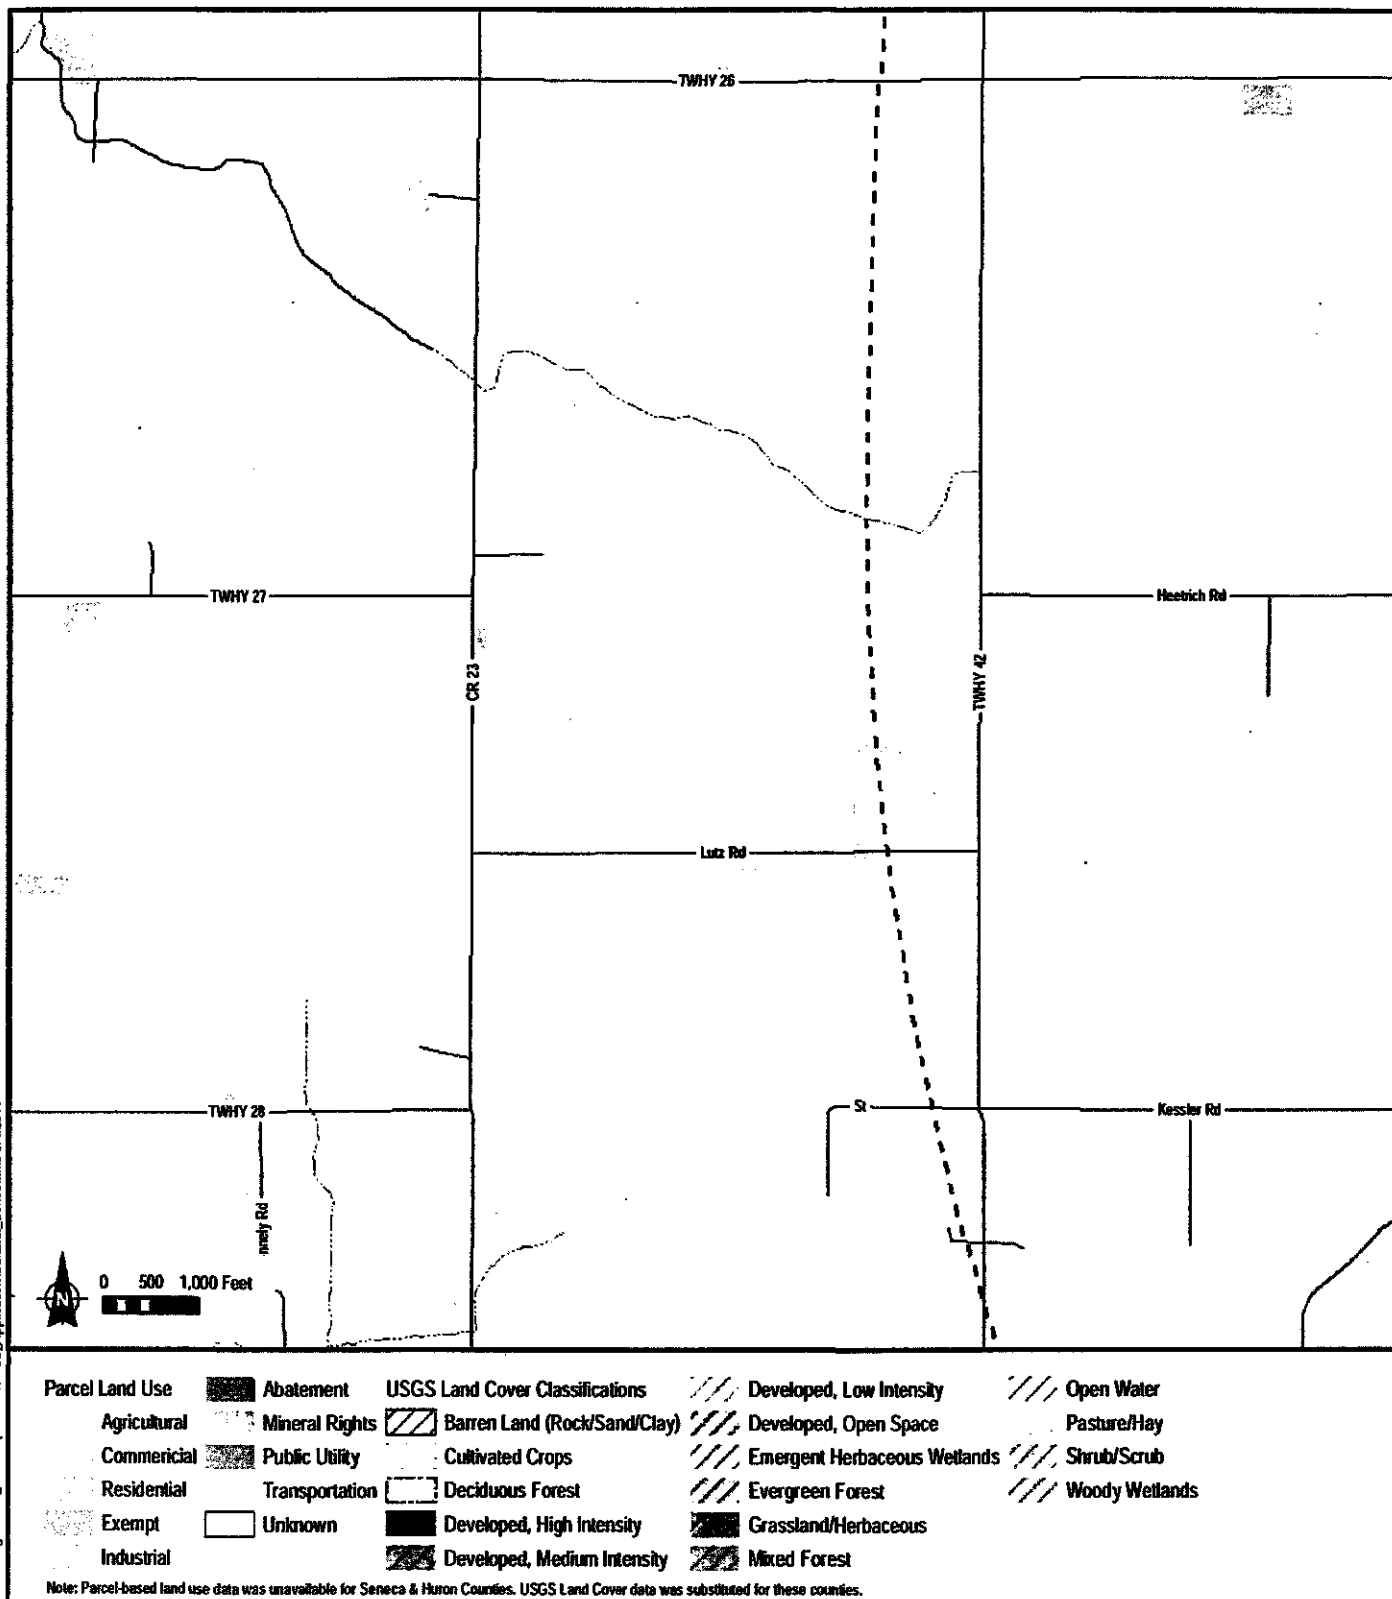 TWHY 26
TWHY 27
Heetrich Rd
CR 23
TWHY 42
Lutz Rd
TWHY 28
St
Kessler Rd
nnely Rd
N
0 500 1,000 Feet
Parcel Land Use
Agricultural
Commericial
Residential
Exempt
Industrial
Abatement
Mineral Rights
Public Utility
Transportation
Unknown
USGS Land Cover Classifications
Barren Land (Rock/Sand/Clay)
Cultivated Crops
Deciduous Forest
Developed, High Intensity
Developed, Medium Intensity
Developed, Low Intensity
Developed, Open Space
Emergent Herbaceous Wetlands
Evergreen Forest
Grassland/Herbaceous
Mixed Forest
Open Water
Pasture/Hay
Shrub/Scrub
Woody Wetlands
Note: Parcel-based land use data was unavailable for Seneca & Huron Counties. USGS Land Cover data was substituted for these counties.